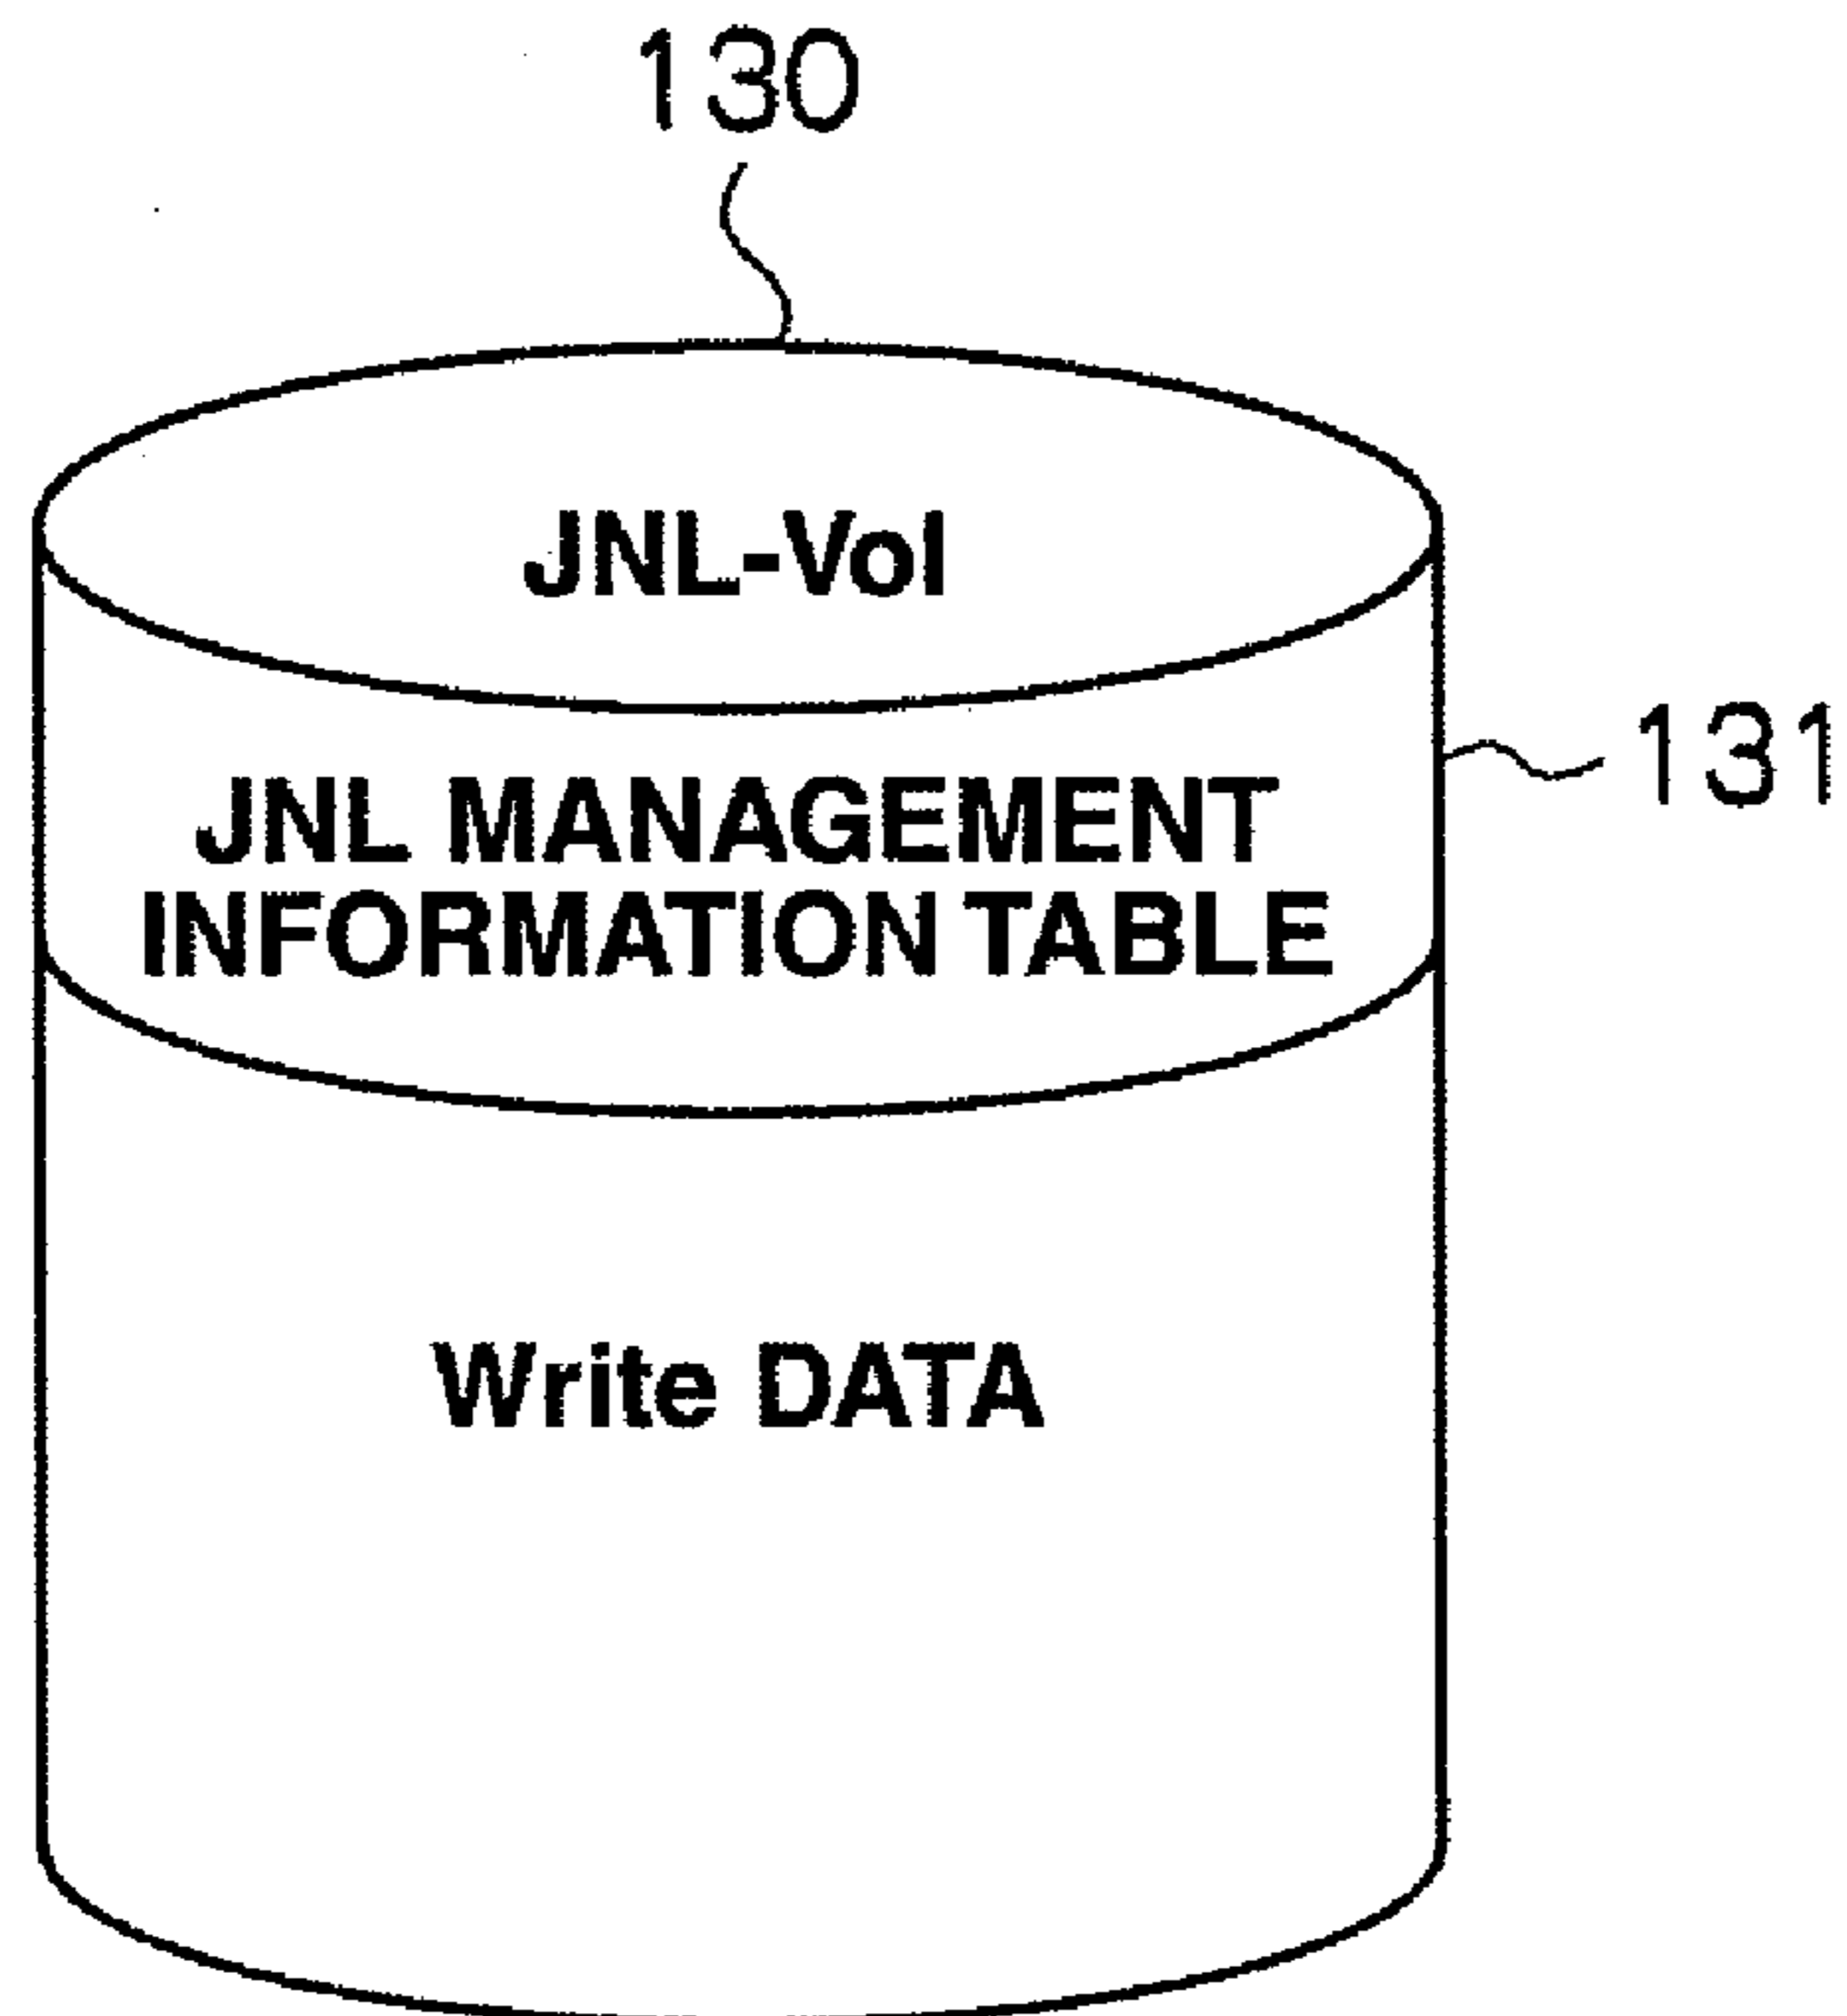 130
JNL-Vol
131
JNL MANAGEMENT
INFORMATION TABLE
Write DATA